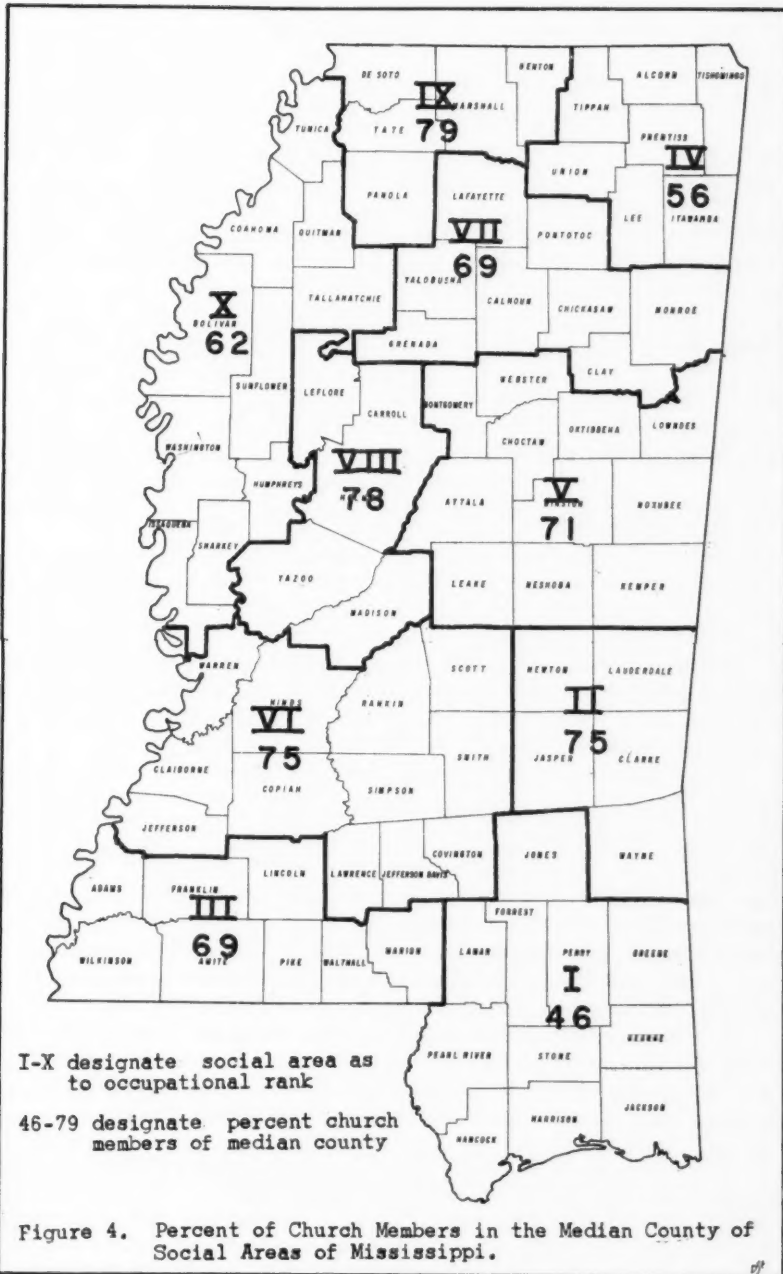 DE SOTO
BENTON
ALCORN
TISHOMINGO
IX
MARSHALL
TIPPAH
TUNICA
TATE
79
PRENTISS
UNION
IV
56
PANOLA
LAFAYETTE
LEE
ITAWAMBA
COAHOMA
QUITMAN
VII
69
PONTOTOC
TALLAHATCHIE
YALOBUSHA
CALHOUN
CHICKASAW
MONROE
X
BOLIVAR
62
GRENADA
CLAY
SUNFLOWER
LEFLORE
CARROLL
MONTGOMERY
WEBSTER
CHOCTAW
OKTIBBEHA
LOWNDES
WASHINGTON
VIII
78
HUMPHREYS
ATTALA
V
WINSTON
71
NOXUBEE
ISSAQUENA
SHARKEY
YAZOO
MADISON
LEAKE
NESHOBA
KEMPER
WARREN
HINDS
VI
75
RANKIN
SCOTT
NEWTON
LAUDERDALE
II
75
SMITH
JASPER
CLARKE
CLAIBORNE
COPIAH
SIMPSON
JEFFERSON
COVINGTON
JONES
WAYNE
ADAMS
FRANKLIN
LINCOLN
LAWRENCE
JEFFERSON DAVIS
III
69
FORREST
WILKINSON
AMITE
PIKE
WALTHALL
MARION
LAMAR
PERRY
GREENE
I
46
GEORGE
PEARL RIVER
STONE
JACKSON
HARRISON
HANCOCK
I-X designate social area as
to occupational rank
46-79 designate percent church
members of median county
Figure 4. Percent of Church Members in the Median County of
Social Areas of Mississippi.